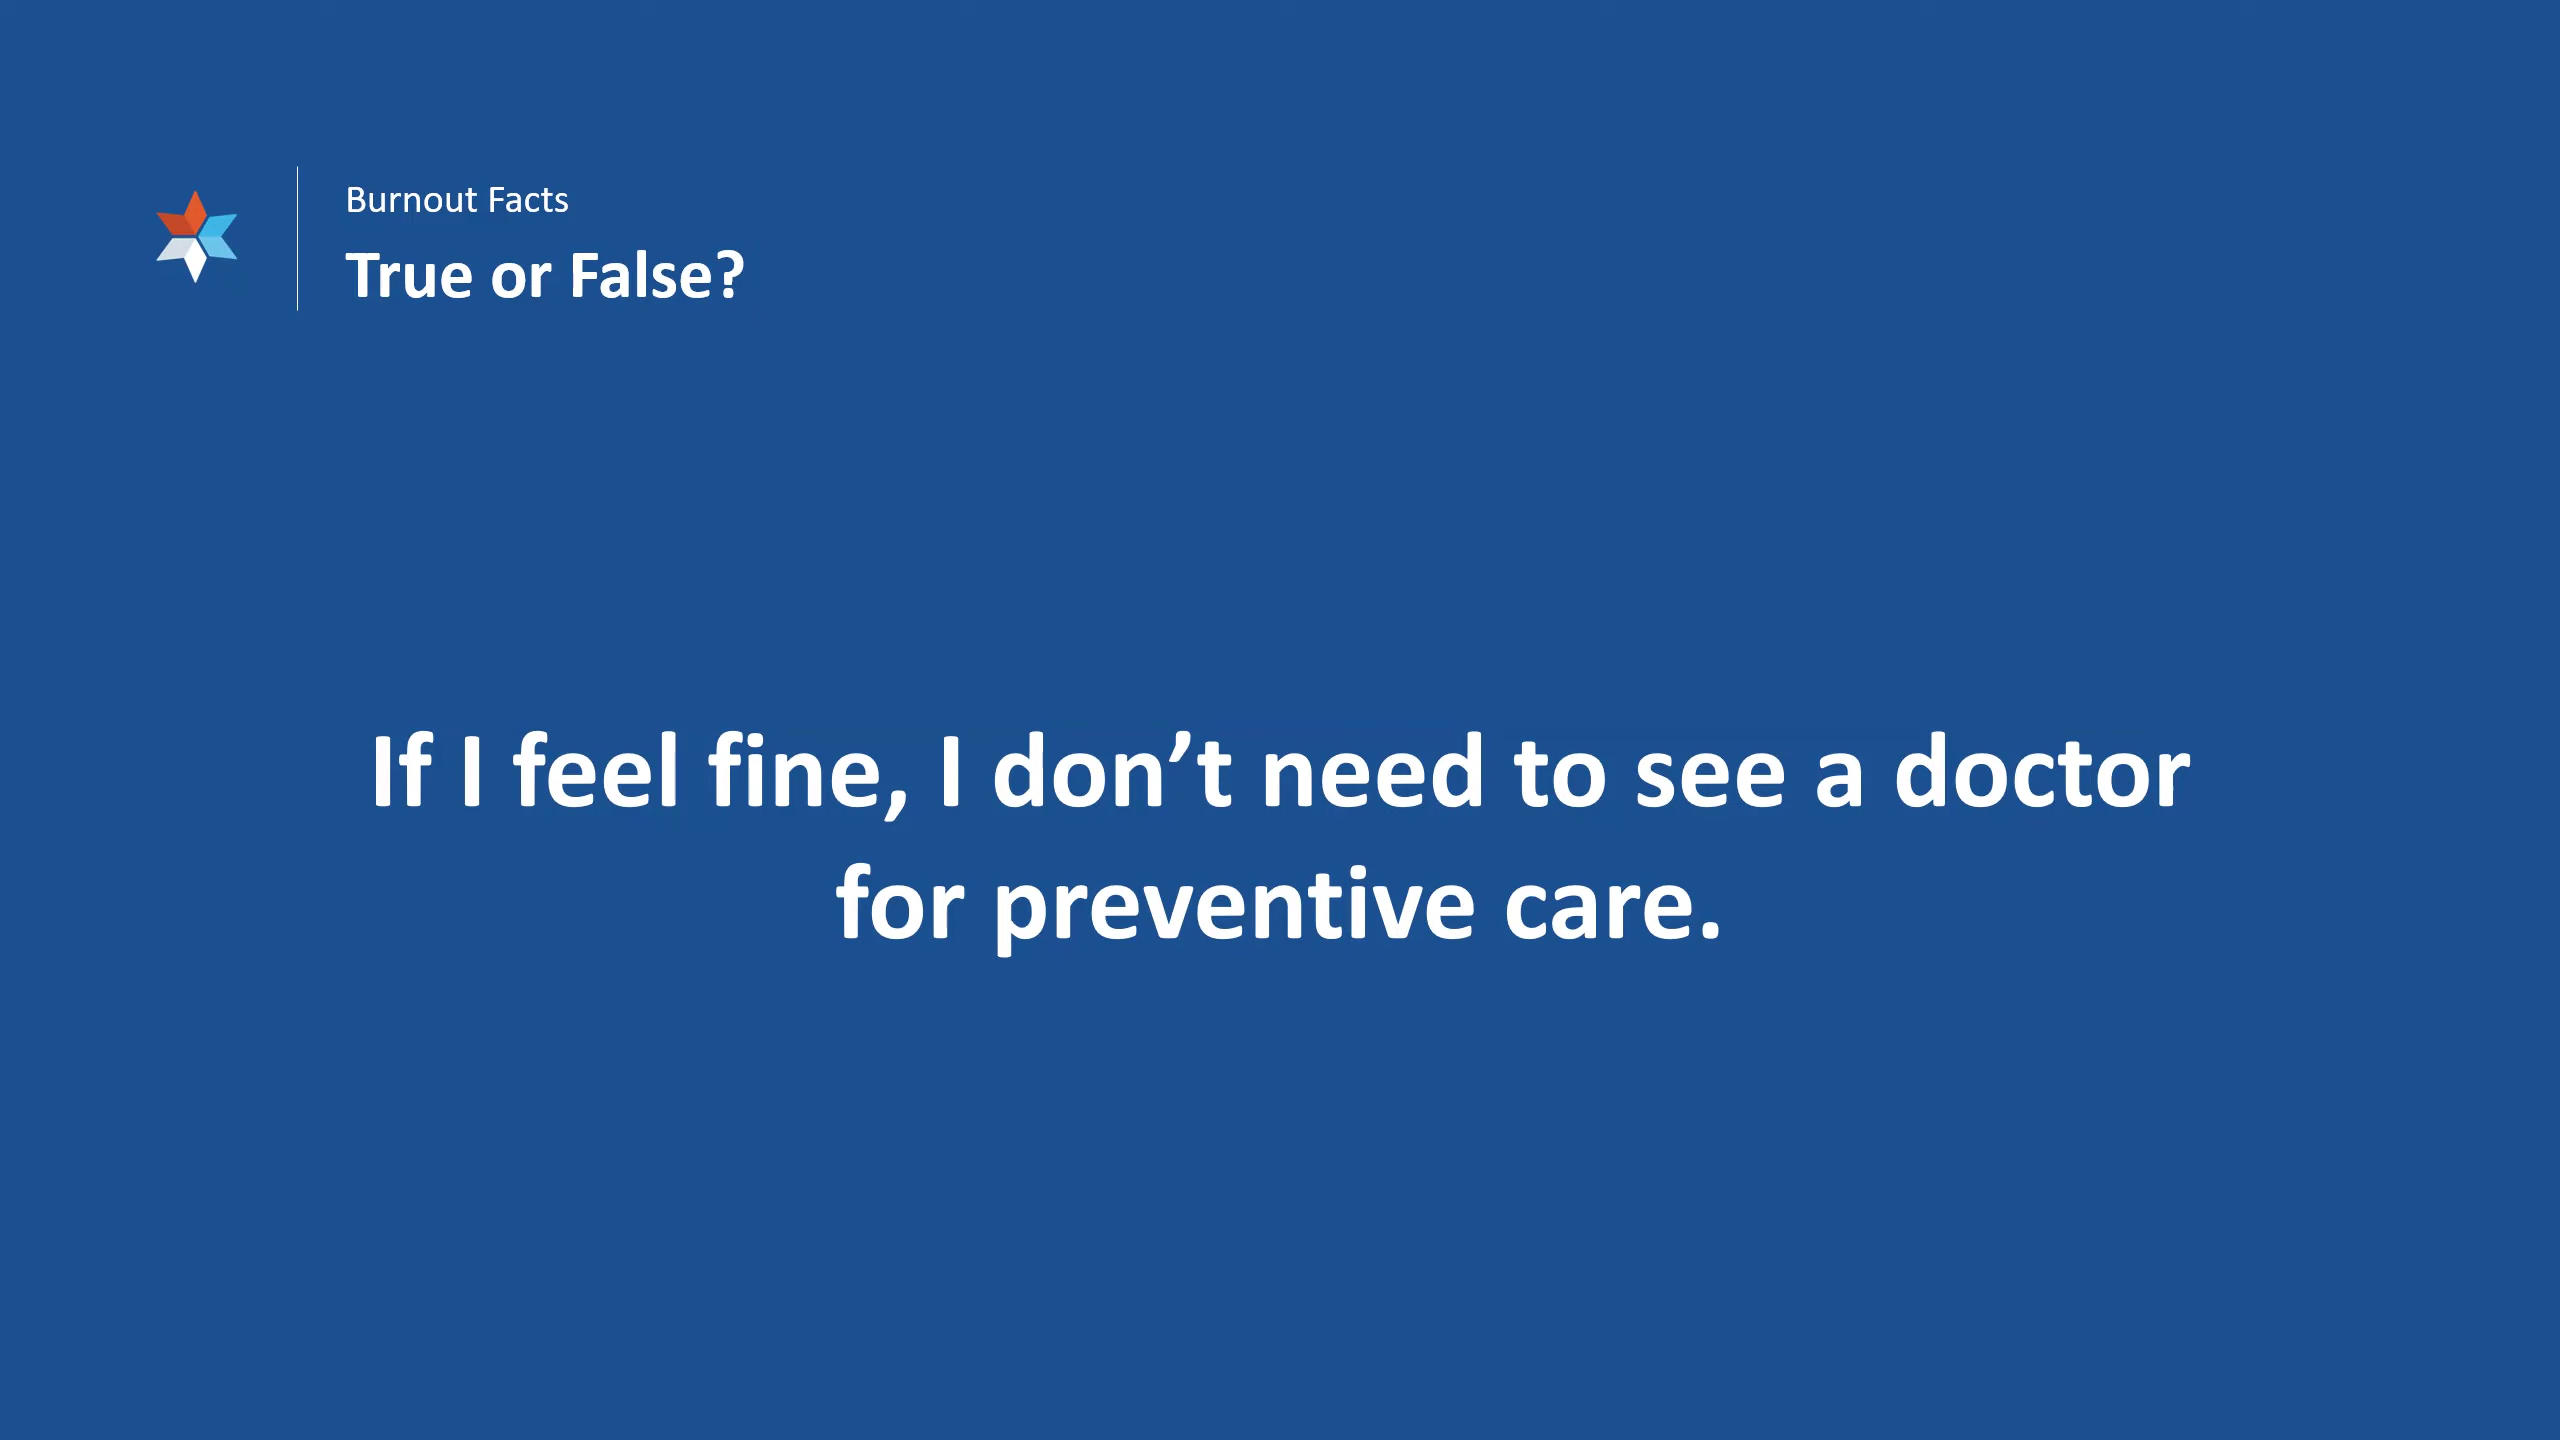 Burnout Facts
True or False?
If I feel fine, I don’t need to see a doctor
for preventive care.